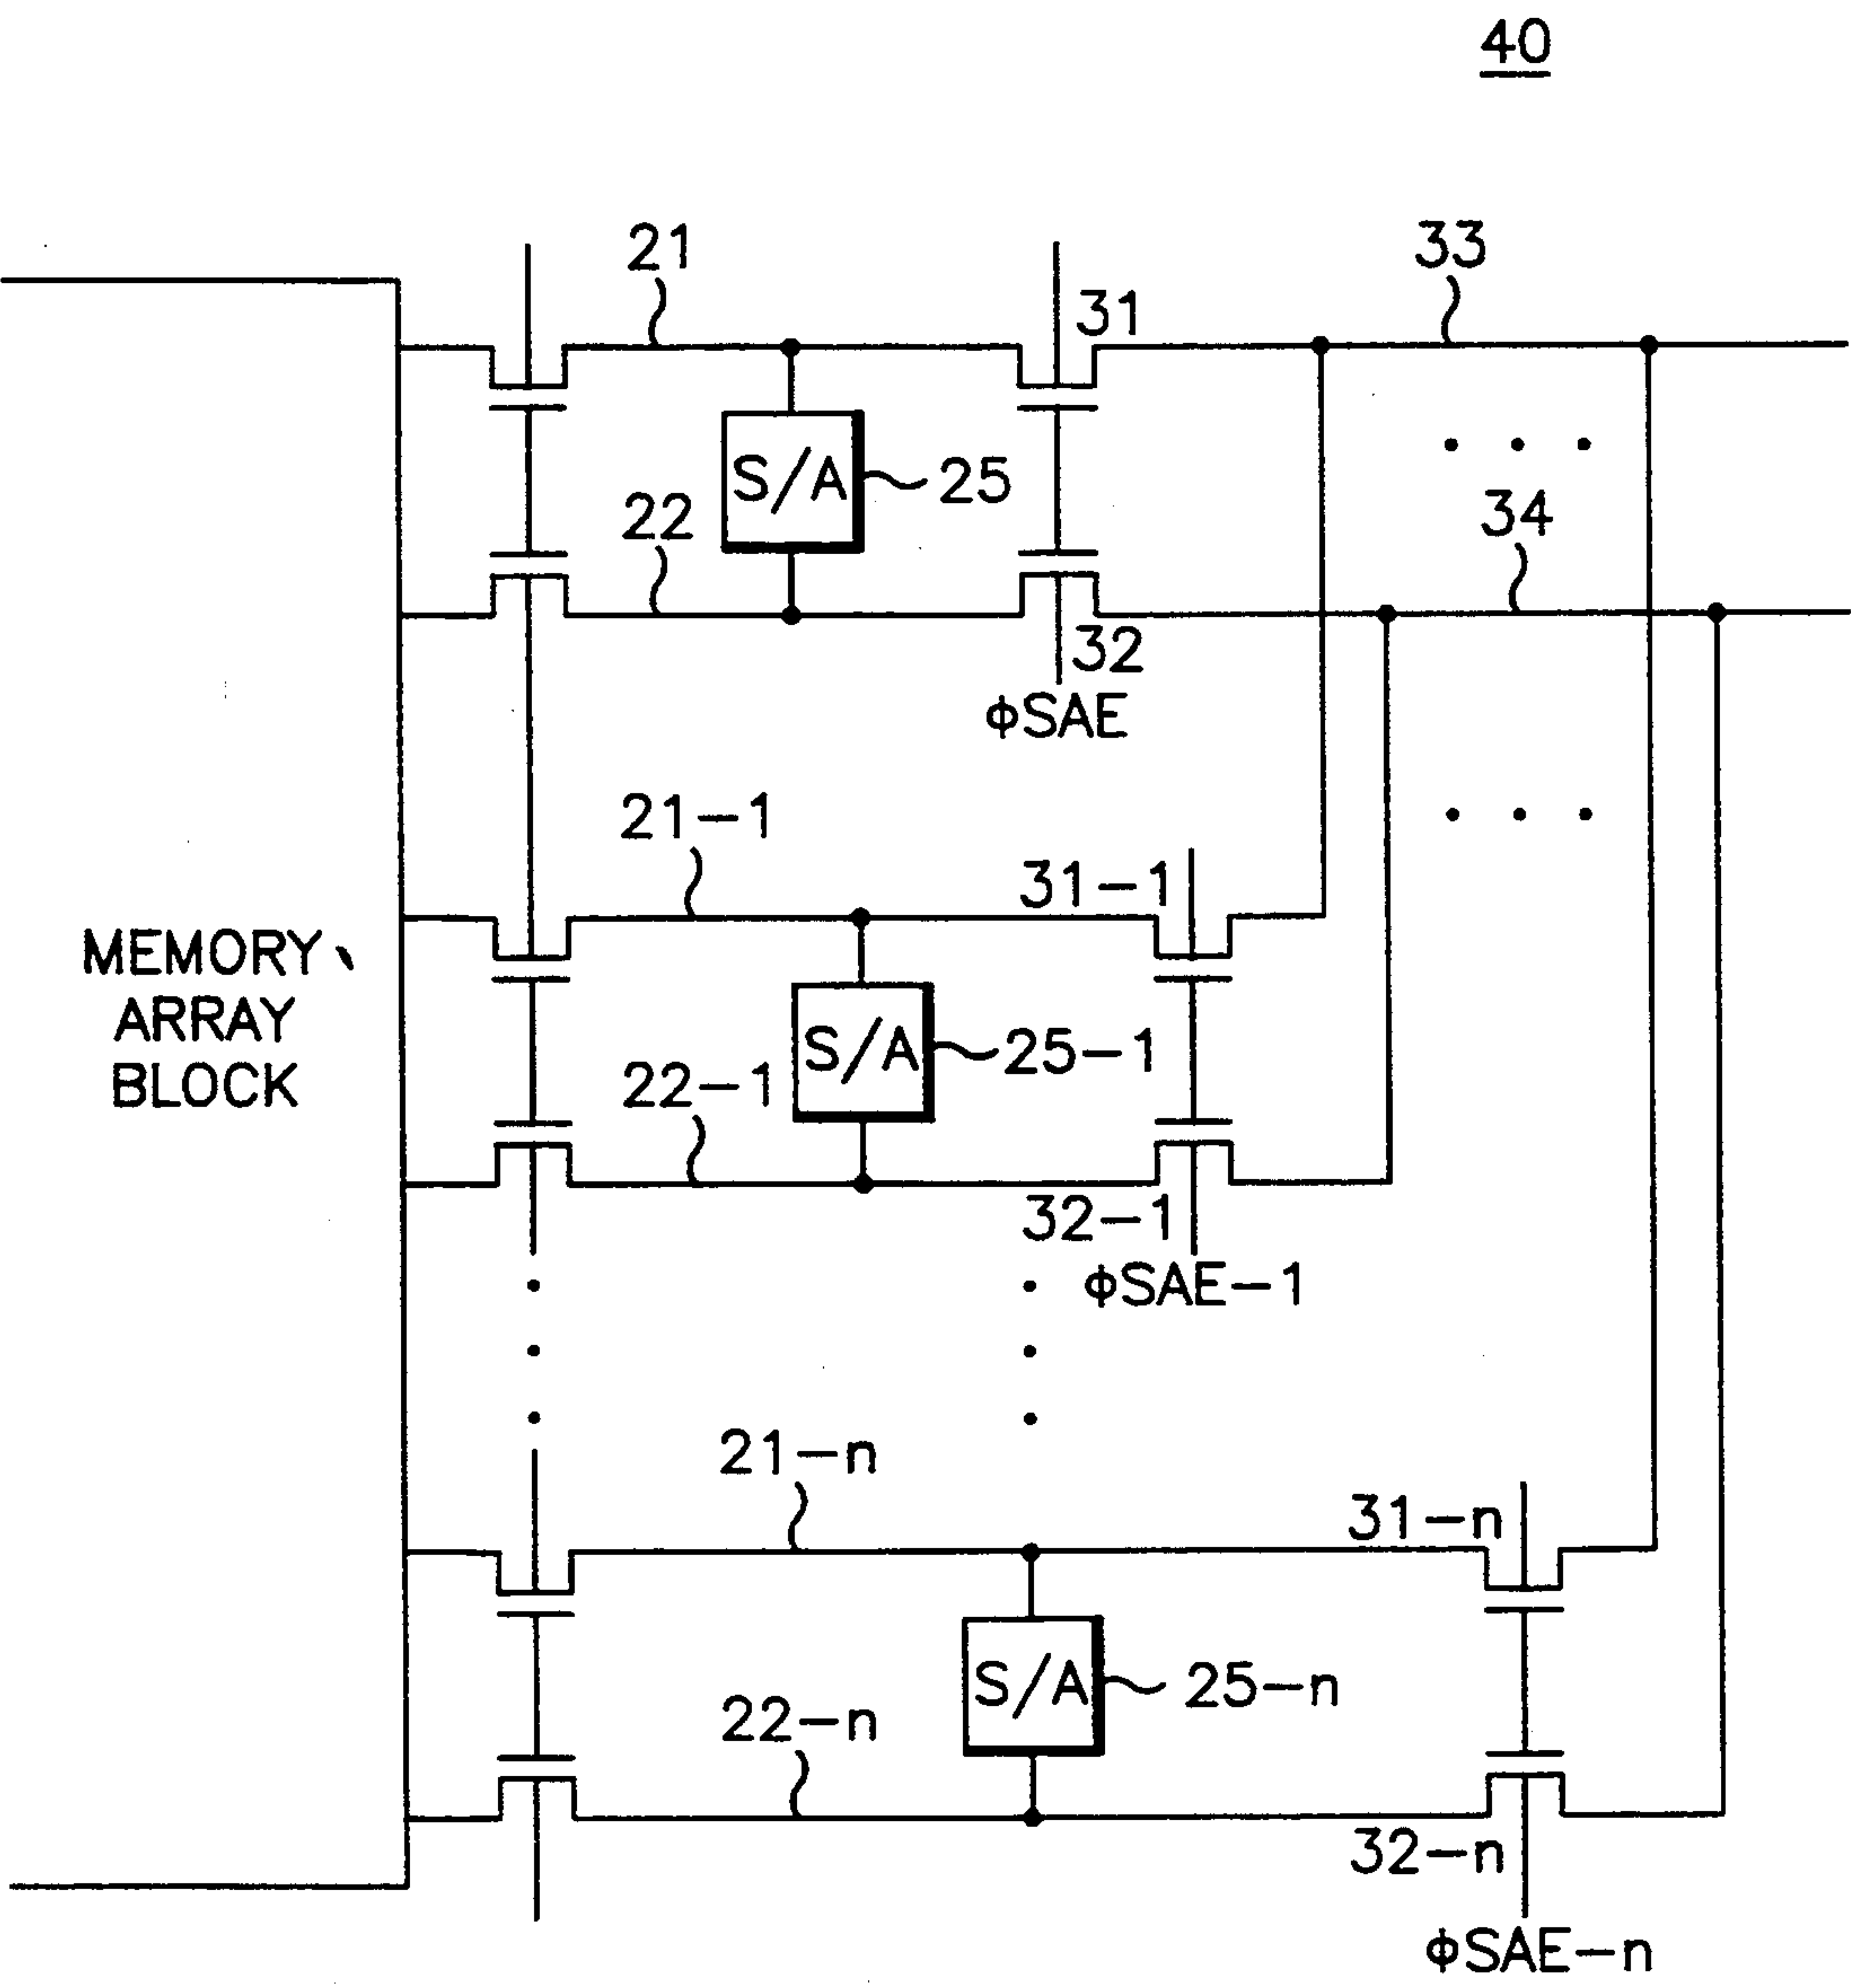 40
21
31
33
S/A
25
22
34
32
ϕSAE
21-1
31-1
MEMORY
ARRAY
BLOCK
S/A
25-1
22-1
32-1
ϕSAE-1
21-n
31-n
S/A
25-n
22-n
32-n
ϕSAE-n